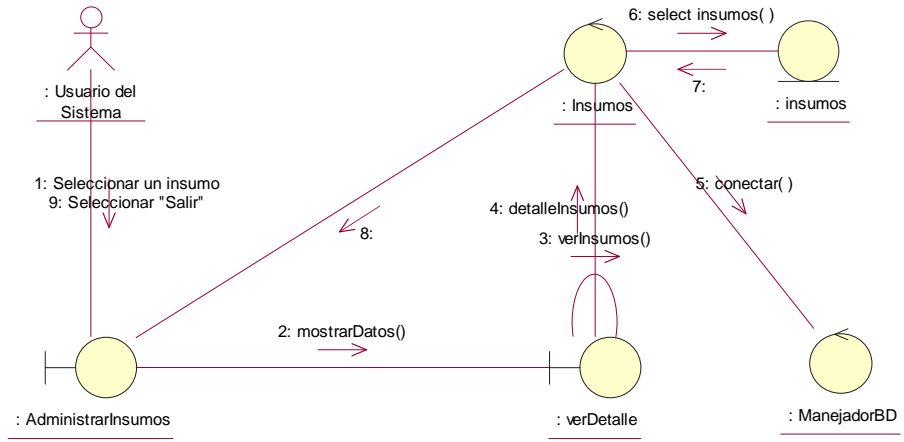 6: select insumos( )
7:
: Usuario del
Sistema
: Insumos
: insumos
1: Seleccionar un insumo
9: Seleccionar "Salir"
5: conectar( )
4: detalleInsumos()
8:
3: verInsumos()
2: mostrarDatos()
: AdministrarInsumos
: verDetalle
: ManejadorBD